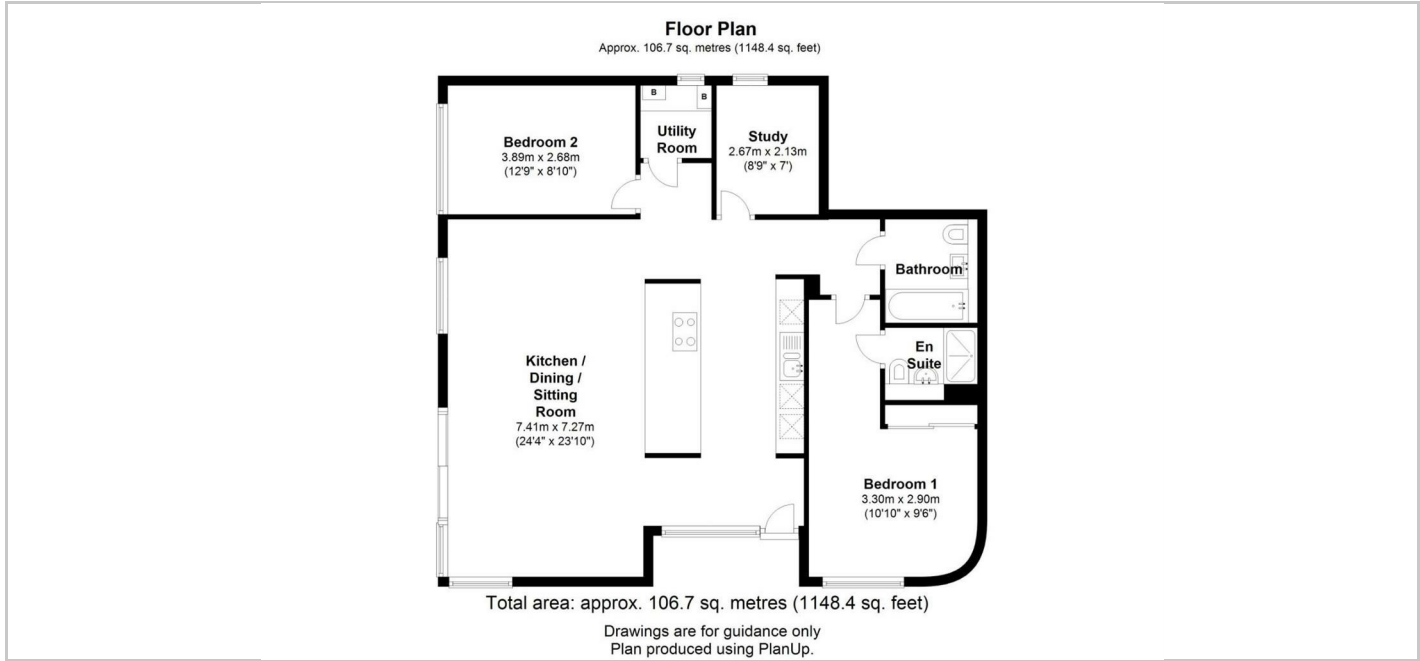 Floor Plan
Approx. 106.7 sq. metres (1148.4 sq. feet)
B
B
Bedroom 2
3.89m x 2.68m
(12'9" x 8'10")
Utility
Room
Study
2.67m x 2.13m
(8'9" x 7')
Bathroom
En
Suite
Kitchen /
Dining /
Sitting
Room
7.41m x 7.27m
(24'4" x 23'10")
Bedroom 1
3.30m x 2.90m
(10'10" x 9'6")
Total area: approx. 106.7 sq. metres (1148.4 sq. feet)
Drawings are for guidance only
Plan produced using PlanUp.